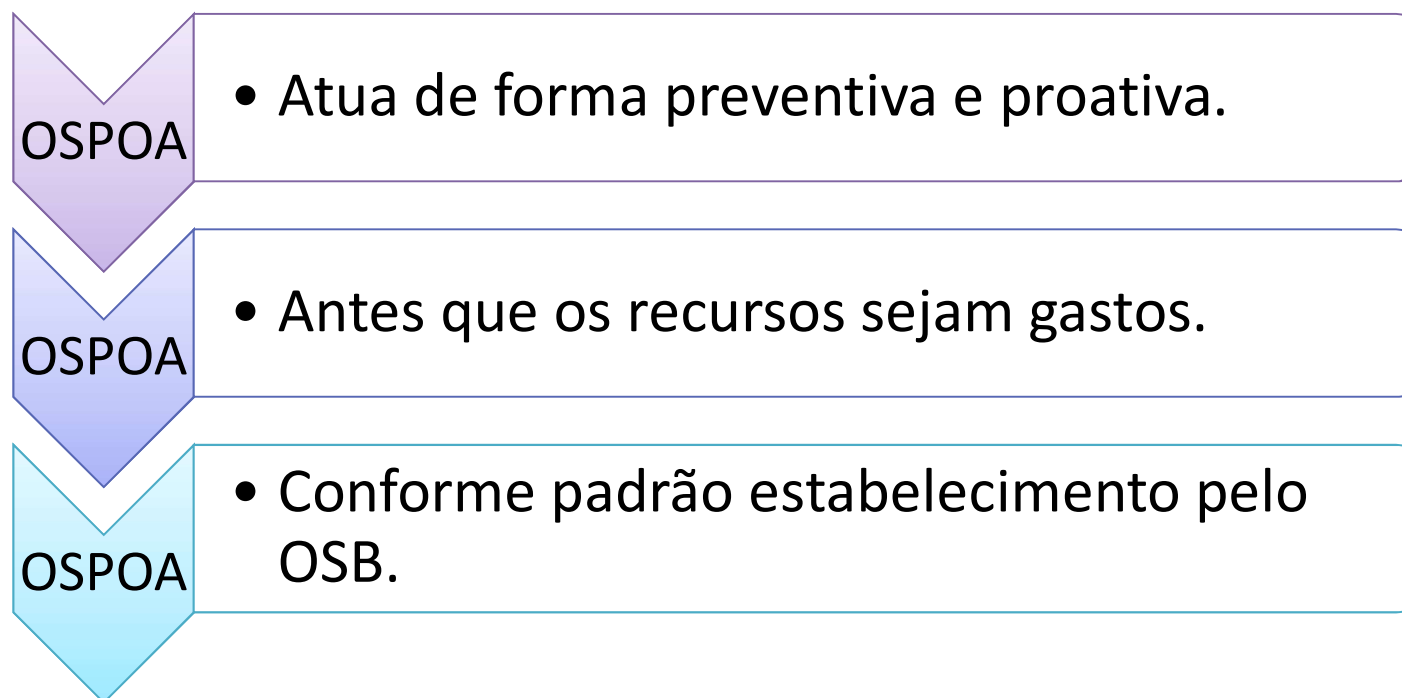 OSPOA
• Atua de forma preventiva e proativa.
OSPOA
• Antes que os recursos sejam gastos.
OSPOA
• Conforme padrão estabelecimento pelo
OSB.